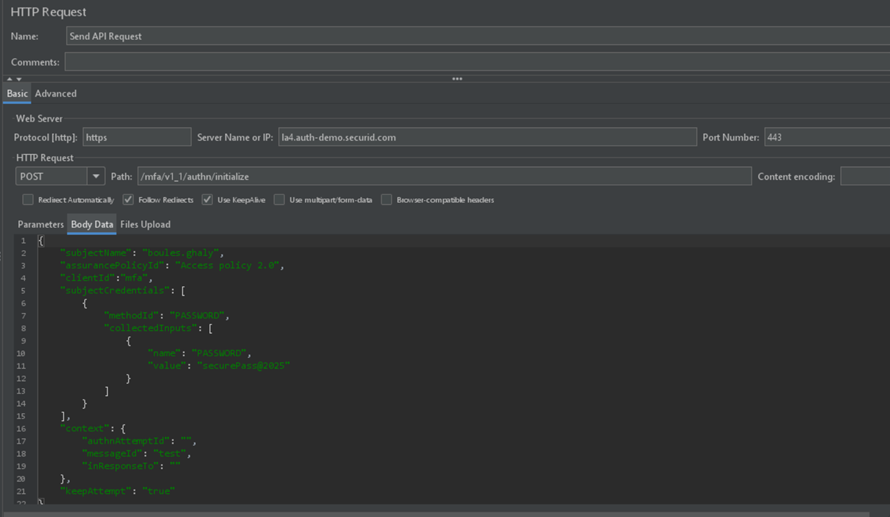 HTTP Request
Name: Send API Request
Comments:
Basic Advanced
Web Server
Protocol [http]: https Server Name or IP: la4.auth-demo.securid.com Port Number: 443
HTTP Request
POST Path: /mfa/v1_1/authn/initialize Content encoding:
Redirect Automatically Follow Redirects Use KeepAlive Use multipart/form-data Browser-compatible headers
Parameters Body Data Files Upload
1 {
2 "subjectName": "boules.ghaly",
3 "assurancePolicyId": "Access policy 2.0",
4 "clientId":"mfa",
5 "subjectCredentials": [
6 {
7 "methodId": "PASSWORD",
8 "collectedInputs": [
9 {
10 "name": "PASSWORD",
11 "value": "securePass@2025"
12 }
13 ]
14 }
15 ],
16 "context": {
17 "authnAttemptId": "",
18 "messageId": "test",
19 "inResponseTo": ""
20 },
21 "keepAttempt": "true"
22 }